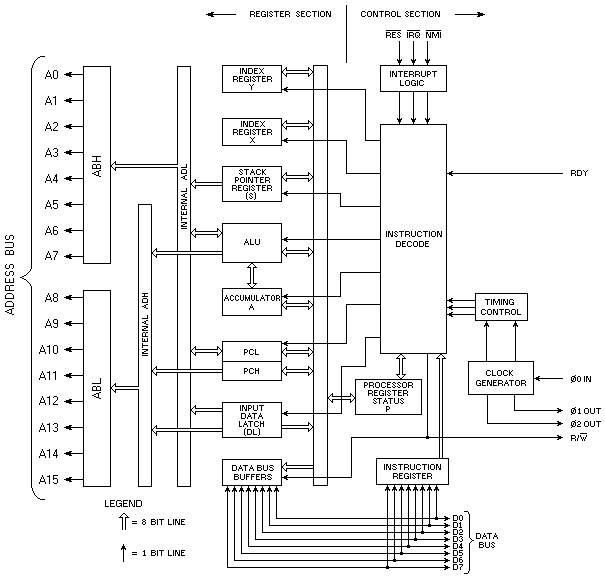 REGISTER SECTION
CONTROL SECTION
RES IRQ NMI
INTERRUPT
LOGIC
ADDRESS BUS
A0
A1
A2
A3
A4
A5
A6
A7
A8
A9
A10
A11
A12
A13
A14
A15
ABH
ABL
INTERNAL ADL
INTERNAL ADH
INDEX
REGISTER
Y
INDEX
REGISTER
X
STACK
POINTER
REGISTER
(S)
ALU
ACCUMULATOR
A
PCL
PCH
INPUT
DATA
LATCH
(DL)
DATA BUS
BUFFERS
INSTRUCTION
DECODE
RDY
TIMING
CONTROL
CLOCK
GENERATOR
Ø0 IN
Ø1 OUT
Ø2 OUT
R/W
PROCESSOR
REGISTER
STATUS
P
INSTRUCTION
REGISTER
D0
D1
D2
D3
D4
D5
D6
D7
DATA
BUS
LEGEND
= 8 BIT LINE
= 1 BIT LINE